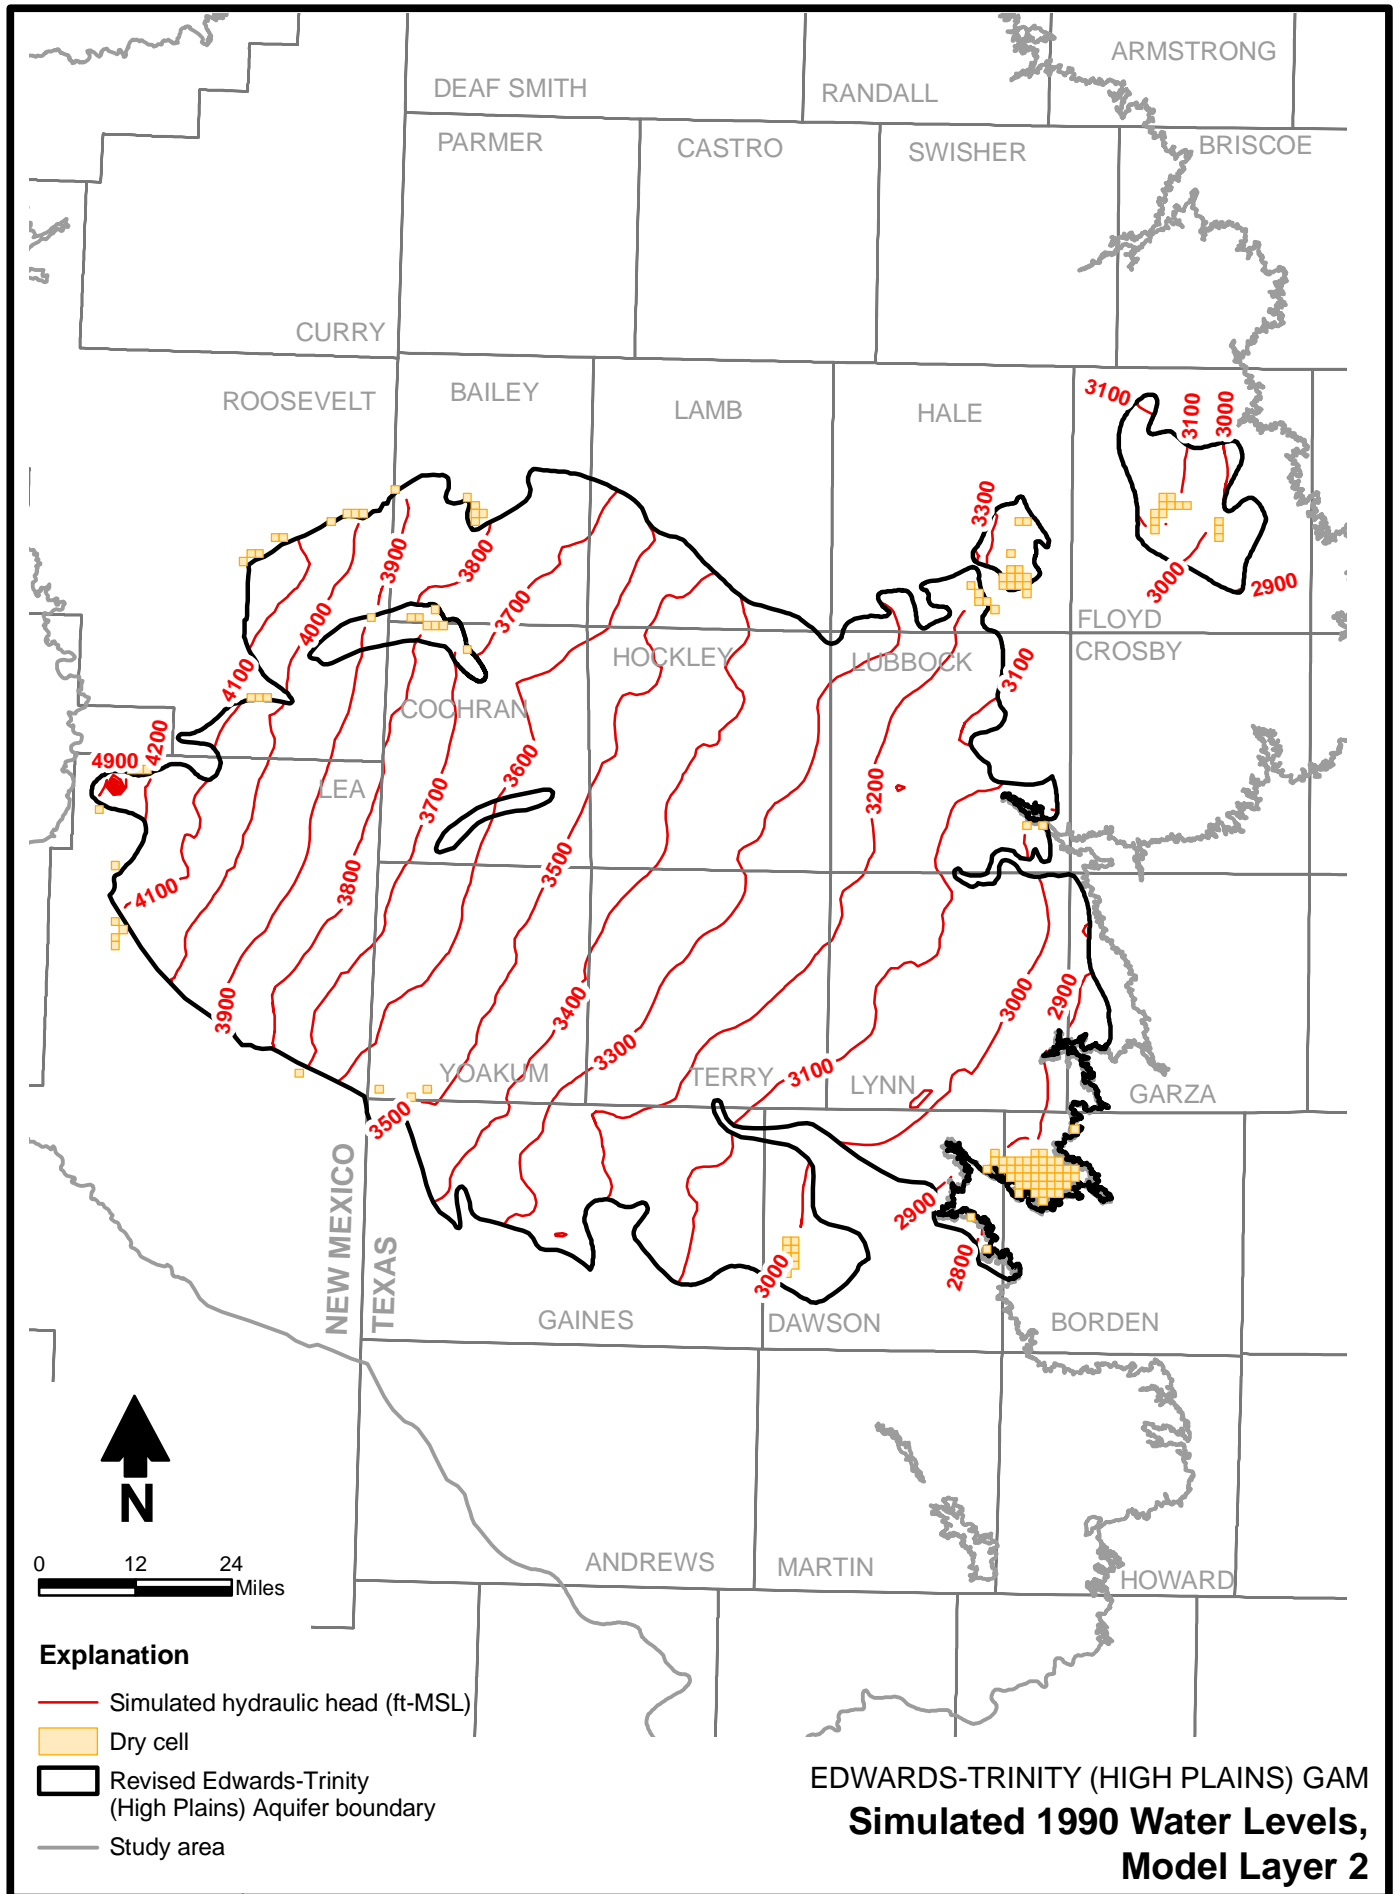 ARMSTRONG
DEAF SMITH
RANDALL
PARMER
CASTRO
SWISHER
BRISCOE
CURRY
ROOSEVELT
BAILEY
LAMB
HALE
3100
3100
3000
3300
3900
3800
3700
4000
3000
2900
FLOYD
CROSBY
HOCKLEY
LUBBOCK
3100
4100
COCHRAN
4200
4900
LEA
3600
3700
3200
3500
3800
4100
3900
3400
3300
3000
2900
YOAKUM
TERRY
3100
LYNN
GARZA
3500
NEW MEXICO
TEXAS
2900
2800
3000
GAINES
DAWSON
BORDEN
N
0 12 24
Miles
ANDREWS
MARTIN
HOWARD
Explanation
Simulated hydraulic head (ft-MSL)
Dry cell
Revised Edwards-Trinity
(High Plains) Aquifer boundary
Study area
EDWARDS-TRINITY (HIGH PLAINS) GAM
Simulated 1990 Water Levels,
Model Layer 2